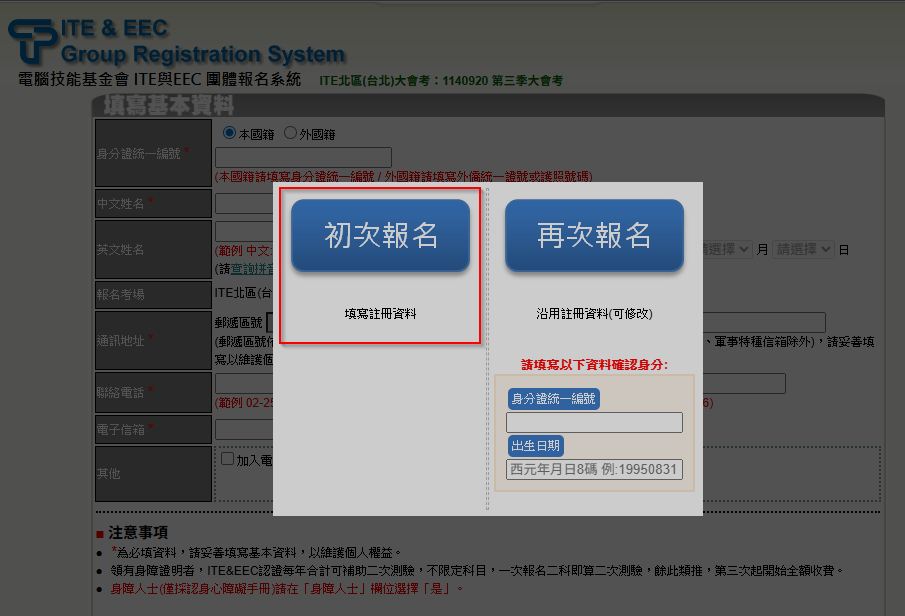 ITE & EEC
Group Registration System
電腦技能基金會 ITE與EEC 團體報名系統 ITE北區(台北)大會考：1140920 第三季大會考
填寫基本資料
身分證統一編號 *
本國籍 外國籍
(本國籍請填寫身分證統一編號 / 外國籍請填寫外僑統一證號或護照號碼)
中文姓名 *
英文姓名
(範例 中文
(請查詢拼音
請選擇 月 請選擇 日
報名考場
ITE北區(台
通訊地址 *
郵遞區號
(郵遞區號
、軍事特種信箱除外)，請妥善填
寫以維護個
聯絡電話 *
(範例 02-25
6)
電子信箱 *
其他
加入電
初次報名
填寫註冊資料
再次報名
沿用註冊資料(可修改)
請填寫以下資料確認身分:
身分證統一編號
出生日期
西元年月日8碼 例:19950831
■ 注意事項
● *為必填資料，請妥善填寫基本資料，以維護個人權益。
● 領有身障證明者，ITE&EEC認證每年合計可補助二次測驗，不限定科目，一次報名二科即算二次測驗，餘此類推，第三次起開始全額收費。
● 身障人士(僅採認身心障礙手冊)請在「身障人士」欄位選擇「是」。